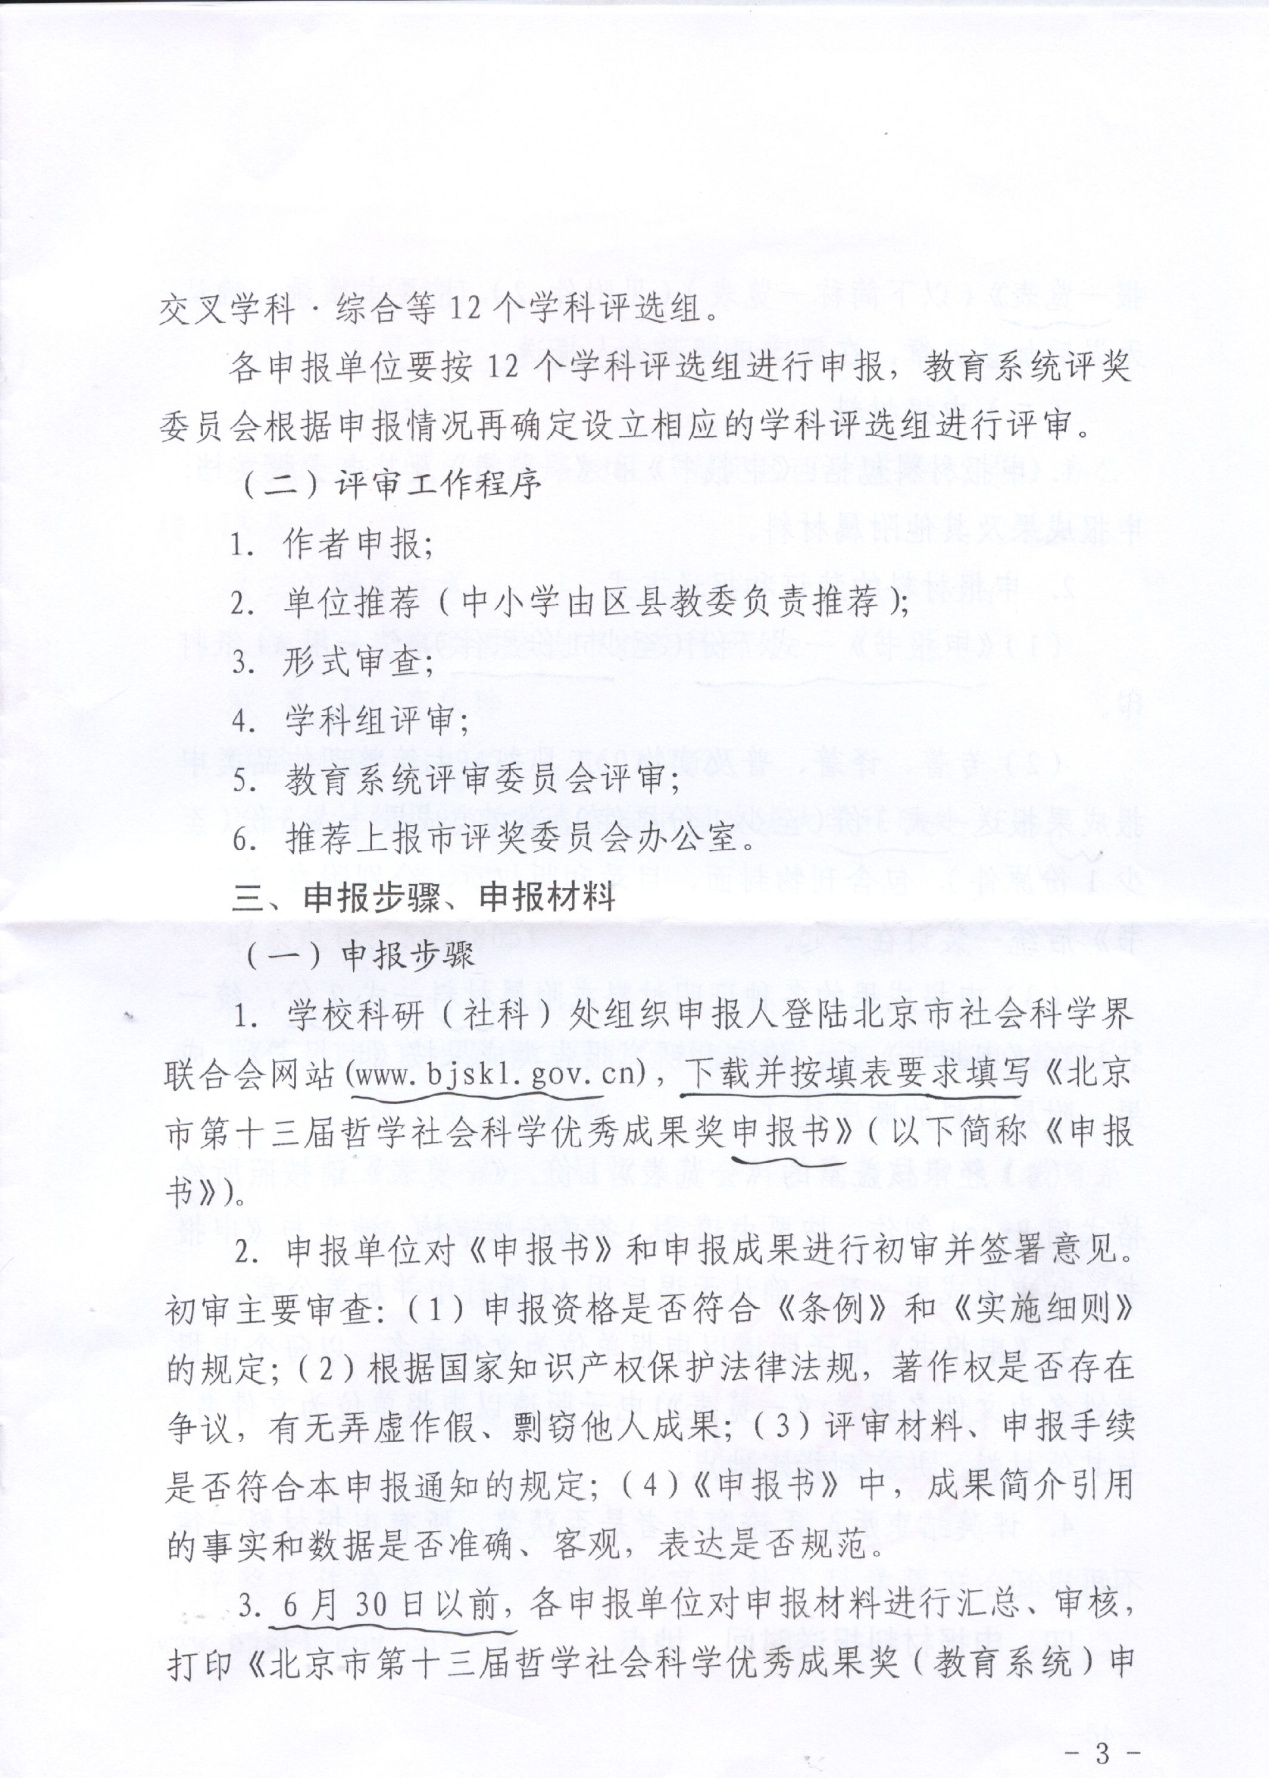 交叉学科·综合等12个学科评选组。
各申报单位要按12个学科评选组进行申报，教育系统评奖
委员会根据申报情况再确定设立相应的学科评选组进行评审。
（二）评审工作程序
1. 作者申报；
2. 单位推荐（中小学由区县教委负责推荐）；
3. 形式审查；
4. 学科组评审；
5. 教育系统评审委员会评审；
6. 推荐上报市评奖委员会办公室。
三、申报步骤、申报材料
（一）申报步骤
1. 学校科研（社科）处组织申报人登陆北京市社会科学界
联合会网站(www.bjskl.gov.cn)，下载并按填表要求填写《北京
市第十三届哲学社会科学优秀成果奖申报书》（以下简称《申报
书》）。
2. 申报单位对《申报书》和申报成果进行初审并签署意见。
初审主要审查：（1）申报资格是否符合《条例》和《实施细则》
的规定；（2）根据国家知识产权保护法律法规，著作权是否存在
争议，有无弄虚作假、剽窃他人成果；（3）评审材料、申报手续
是否符合本申报通知的规定；（4）《申报书》中，成果简介引用
的事实和数据是否准确、客观，表达是否规范。
3. 6月30日以前，各申报单位对申报材料进行汇总、审核，
打印《北京市第十三届哲学社会科学优秀成果奖（教育系统）申
- 3 -